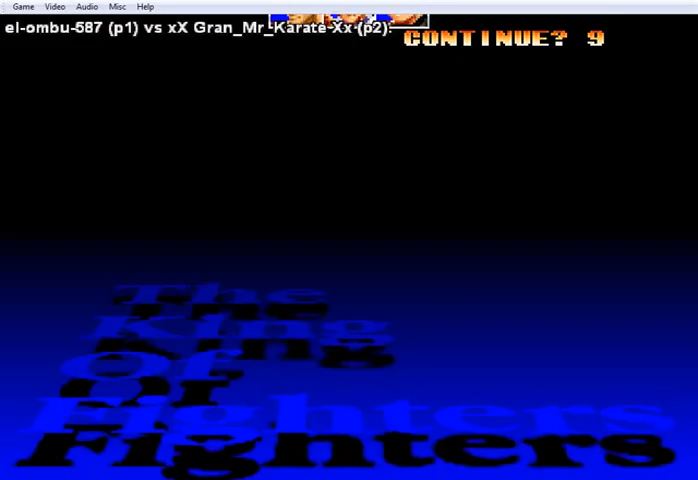 Game Video Audio Misc Help
el-ombu-587 (p1) vs xX Gran_Mr_Karate-Xx (p2):
CONTINUE? 9
The
King
Of
Fighters